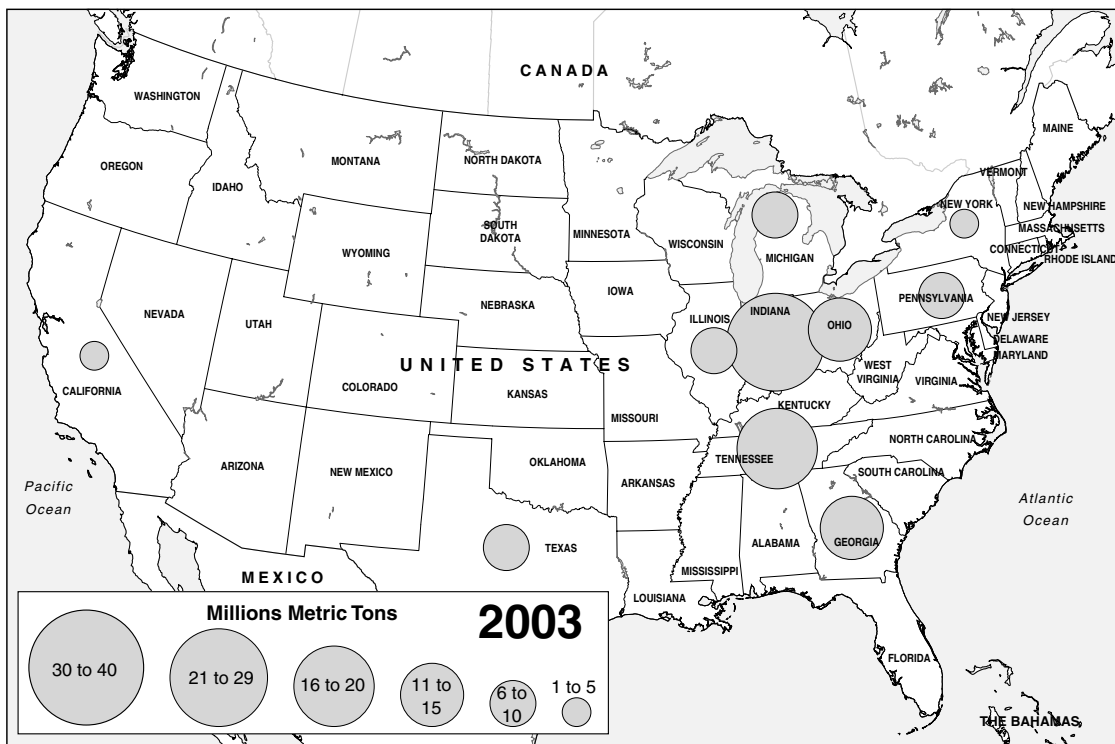 CANADA
WASHINGTON
MAINE
OREGON
MONTANA
NORTH DAKOTA
VERMONT
IDAHO
NEW YORK
NEW HAMPSHIRE
SOUTH
DAKOTA
MINNESOTA
MASSACHUSETTS
WISCONSIN
CONNECTICUT
WYOMING
MICHIGAN
RHODE ISLAND
IOWA
PENNSYLVANIA
NEBRASKA
NEVADA
INDIANA
ILLINOIS
NEW JERSEY
UTAH
OHIO
DELAWARE
MARYLAND
UNITED STATES
WEST
VIRGINIA
VIRGINIA
COLORADO
CALIFORNIA
KANSAS
KENTUCKY
MISSOURI
NORTH CAROLINA
TENNESSEE
OKLAHOMA
ARIZONA
NEW MEXICO
SOUTH CAROLINA
ARKANSAS
Pacific
Ocean
Atlantic
Ocean
TEXAS
ALABAMA
GEORGIA
MISSISSIPPI
MEXICO
LOUISIANA
FLORIDA
THE BAHAMAS
Millions Metric Tons
2003
30 to 40
21 to 29
16 to 20
11 to
15
6 to
10
1 to 5